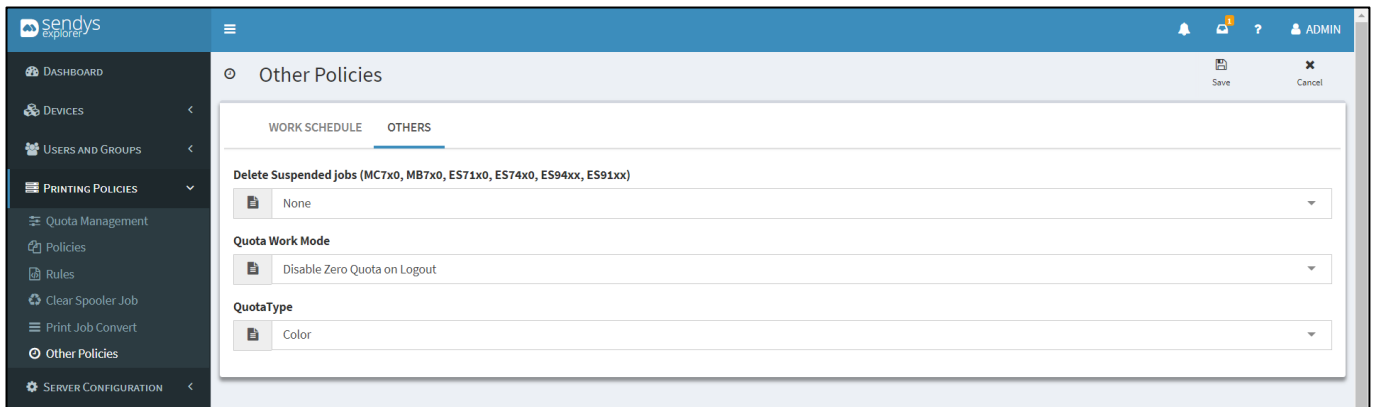 sendys
explorer
1
?
ADMIN
DASHBOARD
Other Policies
Save
Cancel
DEVICES
WORK SCHEDULE
OTHERS
USERS AND GROUPS
Delete Suspended jobs (MC7x0, MB7x0, ES71x0, ES74x0, ES94xx, ES91xx)
PRINTING POLICIES
None
Quota Management
Policies
Quota Work Mode
Rules
Disable Zero Quota on Logout
Clear Spooler Job
QuotaType
Print Job Convert
Color
Other Policies
SERVER CONFIGURATION